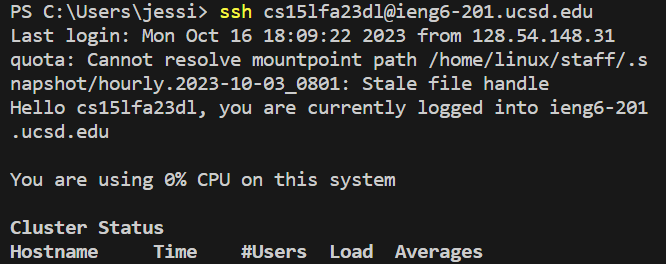 PS C:\Users\jessi> ssh cs15lfa23dl@ieng6-201.ucsd.edu
Last login: Mon Oct 16 18:09:22 2023 from 128.54.148.31
quota: Cannot resolve mountpoint path /home/linux/staff/.s
napshot/hourly.2023-10-03_0801: Stale file handle
Hello cs15lfa23dl, you are currently logged into ieng6-201
.ucsd.edu
You are using 0% CPU on this system
Cluster Status
Hostname     Time    #Users  Load  Averages